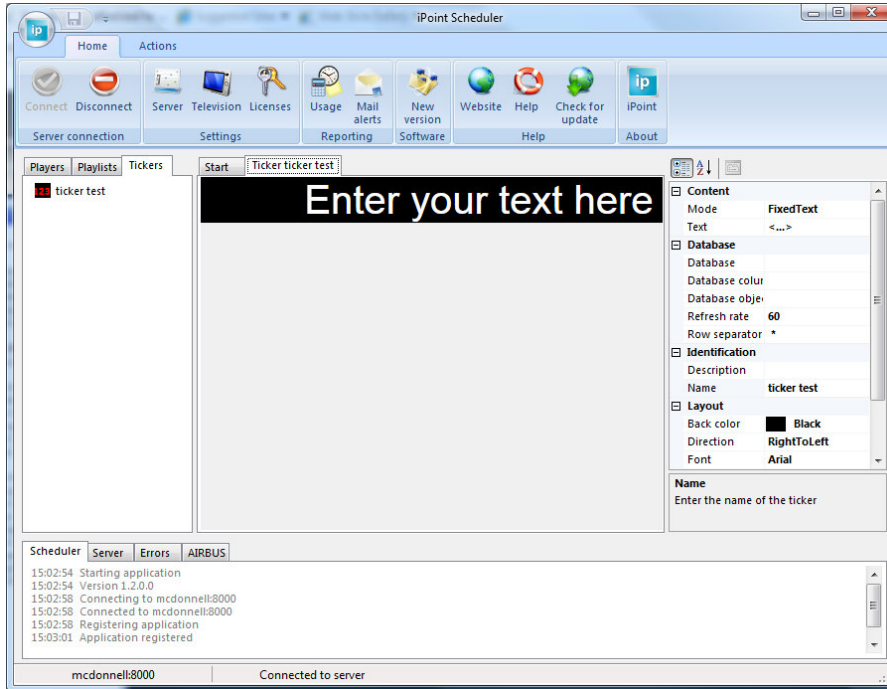 iPoint Scheduler
ip
Home Actions
Connect Disconnect Server Television Licenses Usage Mail alerts New version Website Help Check for update ip iPoint
Server connection Settings Reporting Software Help About
Players Playlists Tickers
Start Ticker ticker test
123 ticker test
Enter your text here
Content
Mode FixedText
Text <...>
Database
Database
Database colur
Database obje
Refresh rate 60
Row separator *
Identification
Description
Name ticker test
Layout
Back color Black
Direction RightToLeft
Font Arial
Name
Enter the name of the ticker
Scheduler Server Errors AIRBUS
15:02:54 Starting application
15:02:54 Version 1.2.0.0
15:02:58 Connecting to mcdonnell:8000
15:02:58 Connected to mcdonnell:8000
15:02:58 Registering application
15:03:01 Application registered
mcdonnell:8000 Connected to server